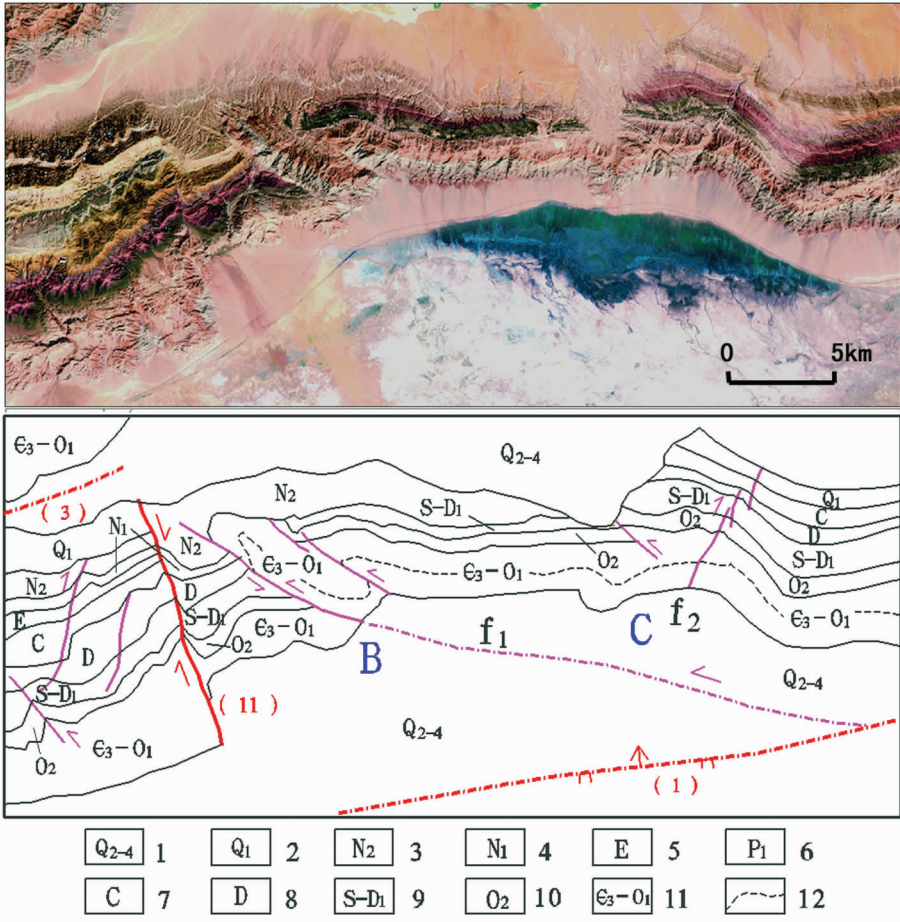 0 5km
Є3-O1
Q2-4
( 3 )
N2
S-D1
Q1
C
D
S-D1
O2
Є3-O1
S-D1
O2
N1
Q1
N2
E
C
D
S-D1
O2
Є3-O1
N2
D
S-D1
O2
Є3-O1
Є3-O1
Є3-O1
O2
B
f1
C
f2
Q2-4
( 11 )
Q2-4
( 1 )
Q2-4 1 Q1 2 N2 3 N1 4 E 5 P1 6
C 7 D 8 S-D1 9 O2 10 Є3-O1 11 12